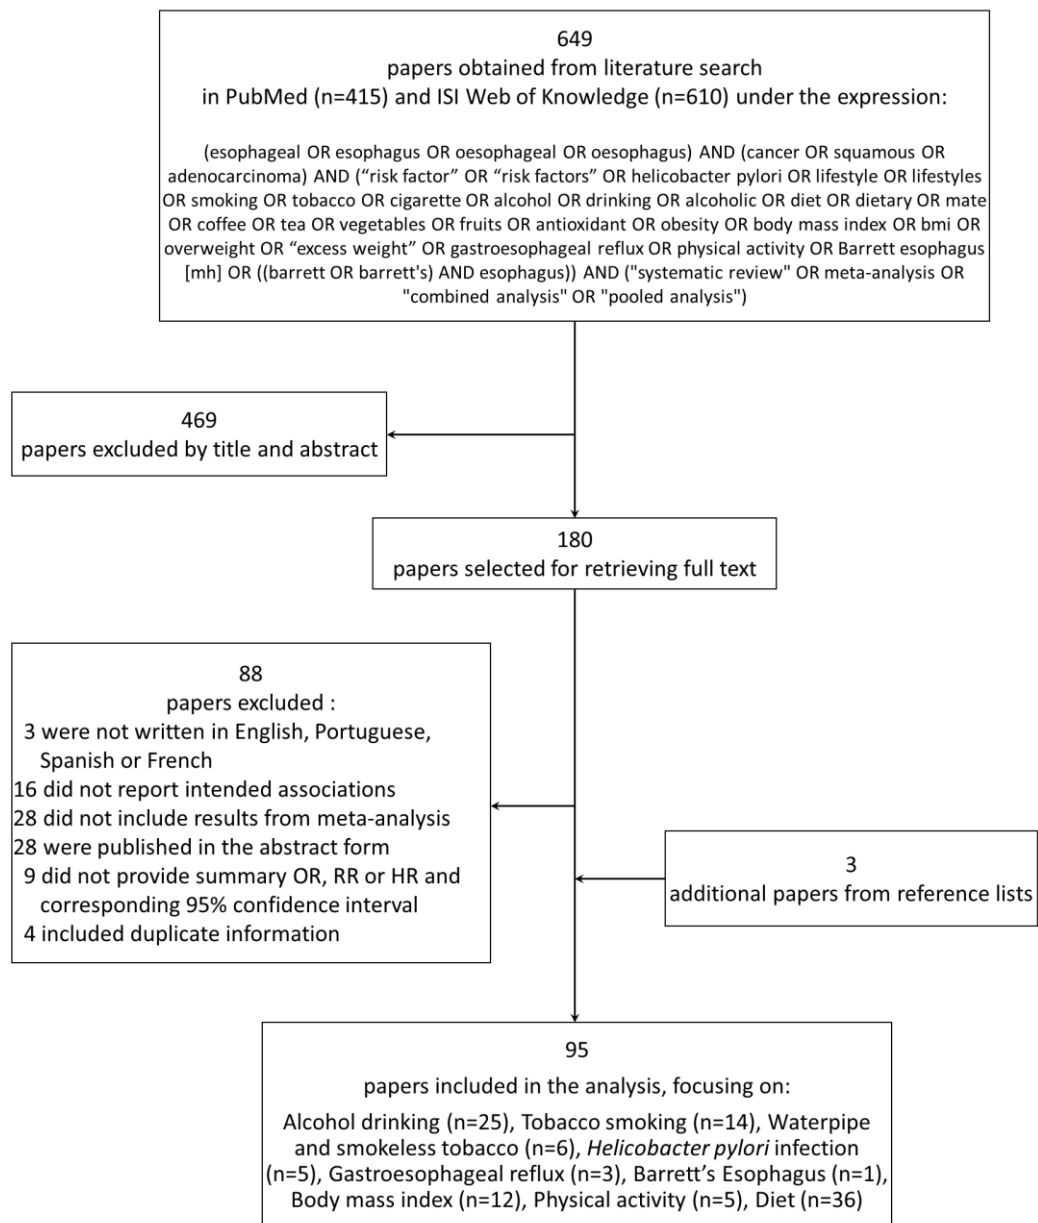 649
papers obtained from literature search
in PubMed (n=415) and ISI Web of Knowledge (n=610) under the expression:
(esophageal OR esophagus OR oesophageal OR oesophagus) AND (cancer OR squamous OR
adenocarcinoma) AND (“risk factor” OR “risk factors” OR helicobacter pylori OR lifestyle OR lifestyles
OR smoking OR tobacco OR cigarette OR alcohol OR drinking OR alcoholic OR diet OR dietary OR mate
OR coffee OR tea OR vegetables OR fruits OR antioxidant OR obesity OR body mass index OR bmi OR
overweight OR “excess weight” OR gastroesophageal reflux OR physical activity OR Barrett esophagus
[mh] OR ((barrett OR barrett's) AND esophagus)) AND ("systematic review" OR meta-analysis OR
"combined analysis" OR "pooled analysis")
469
papers excluded by title and abstract
180
papers selected for retrieving full text
88
papers excluded :
3 were not written in English, Portuguese,
Spanish or French
16 did not report intended associations
28 did not include results from meta-analysis
28 were published in the abstract form
9 did not provide summary OR, RR or HR and
corresponding 95% confidence interval
4 included duplicate information
3
additional papers from reference lists
95
papers included in the analysis, focusing on:
Alcohol drinking (n=25), Tobacco smoking (n=14), Waterpipe
and smokeless tobacco (n=6), Helicobacter pylori infection
(n=5), Gastroesophageal reflux (n=3), Barrett’s Esophagus (n=1),
Body mass index (n=12), Physical activity (n=5), Diet (n=36)